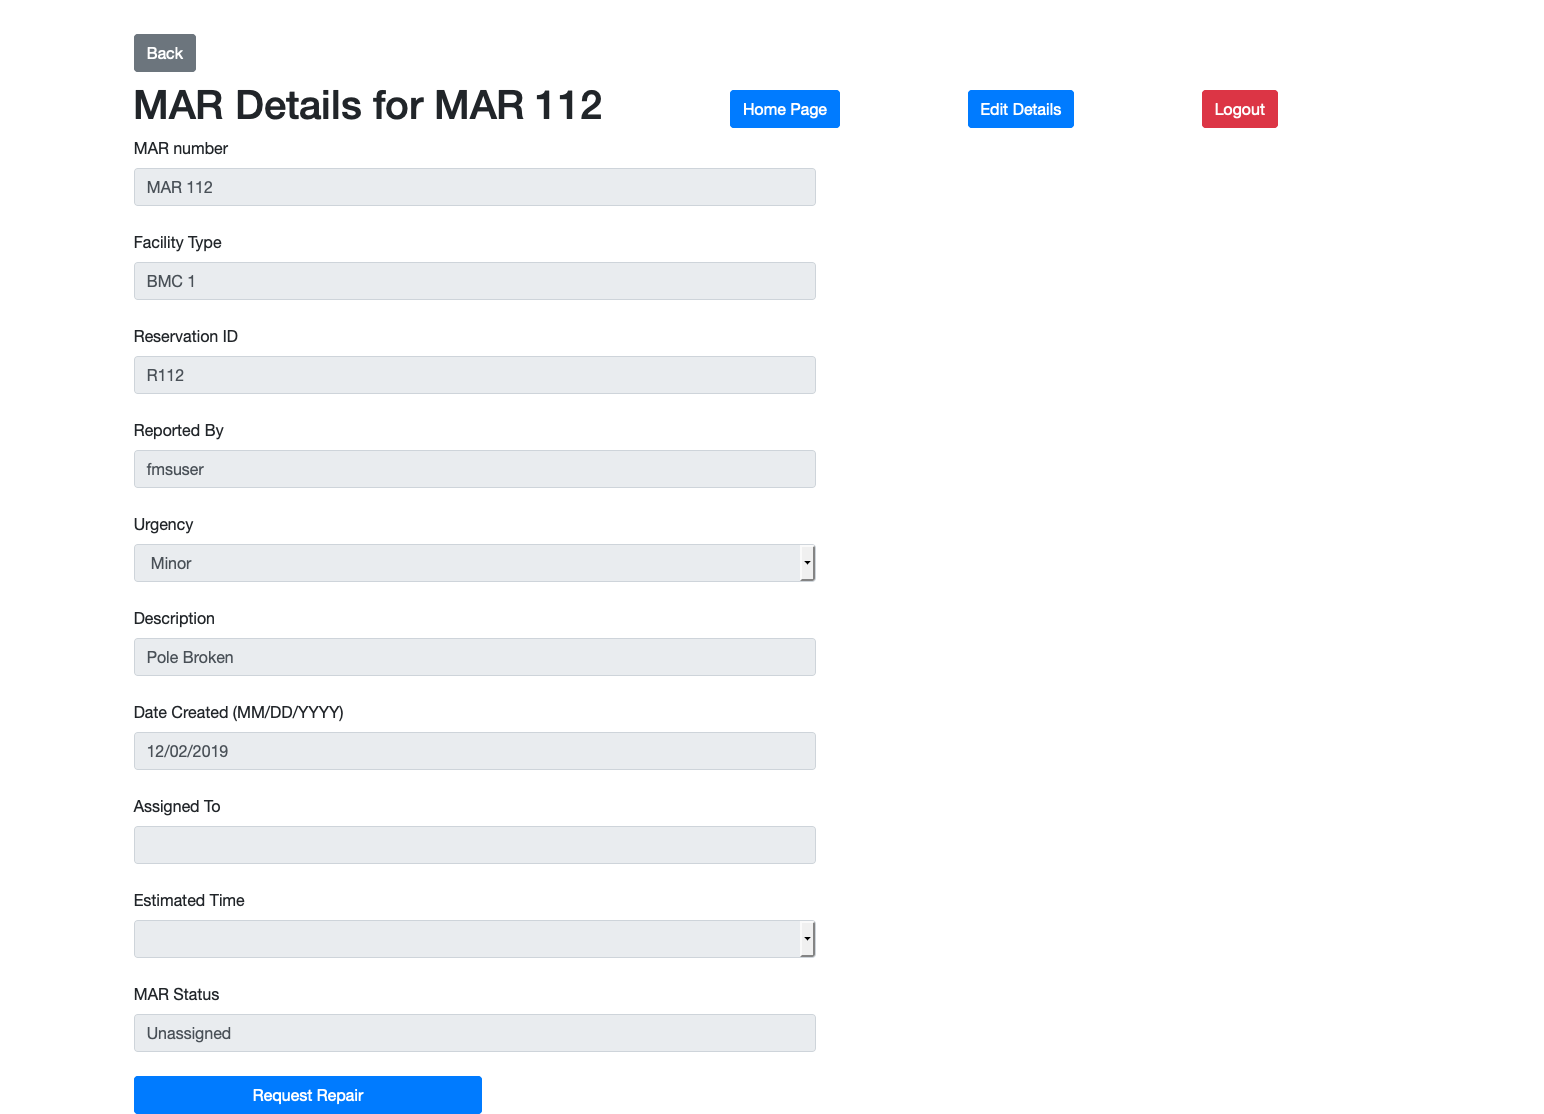 Back
MAR Details for MAR 112
Home Page
Edit Details
Logout
MAR number
MAR 112
Facility Type
BMC 1
Reservation ID
R112
Reported By
fmsuser
Urgency
Minor
Description
Pole Broken
Date Created (MM/DD/YYYY)
12/02/2019
Assigned To
Estimated Time
MAR Status
Unassigned
Request Repair